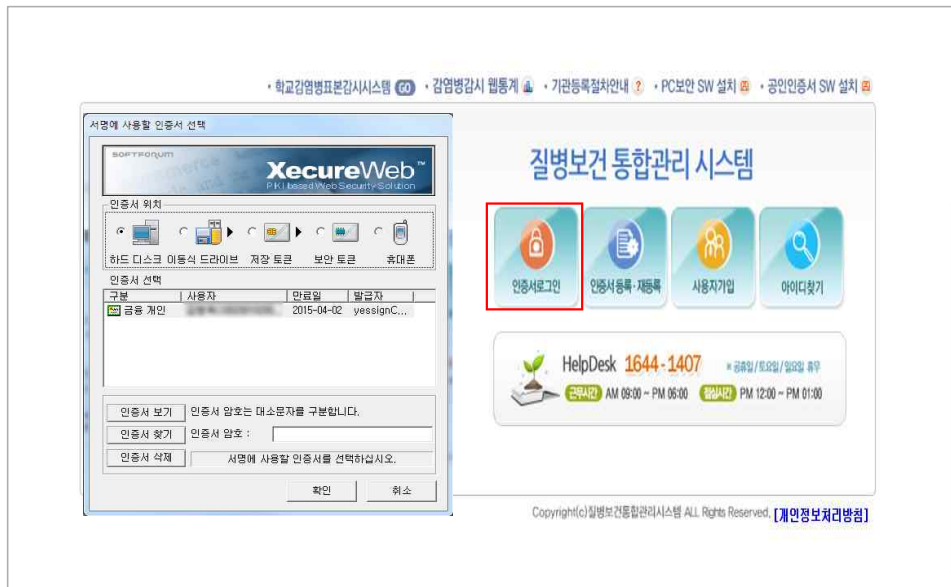 · 학교감염병표본감시시스템 GO · 감염병감시 웹통계 · 기관등록절차안내 ? · PC보안 SW 설치 · 공인인증서 SW 설치
서명에 사용할 인증서 선택
SOFTFORUM
XecureWeb™
PKI based Web Security Solution
인증서 위치
하드 디스크 이동식 드라이브 저장 토큰 보안 토큰 휴대폰
인증서 선택
구분 사용자 만료일 발급자
금융 개인 2015-04-02 yessignC...
인증서 보기 인증서 암호는 대소문자를 구분합니다.
인증서 찾기 인증서 암호 :
인증서 삭제 서명에 사용할 인증서를 선택하십시오.
확인 취소
질병보건 통합관리 시스템
인증서로그인 인증서 등록·재등록 사용자가입 아이디찾기
HelpDesk 1644-1407 ※ 공휴일/토요일/일요일 휴무
근무시간 AM 09:00 ~ PM 06:00 점심시간 PM 12:00 ~ PM 01:00
Copyright(c)질병보건통합관리시스템 ALL Rights Reserved. [개인정보처리방침]